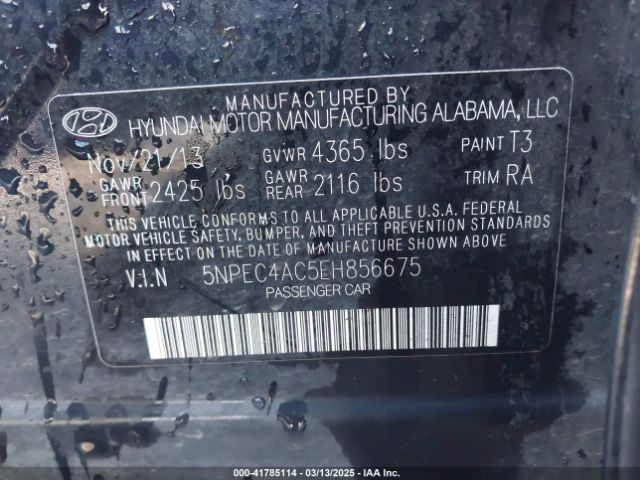 MANUFACTURED BY
HYUNDAI MOTOR MANUFACTURING ALABAMA, LLC
Nov/21/13 GVWR 4365 lbs PAINT T3
GAWR FRONT 2425 lbs GAWR REAR 2116 lbs TRIM RA
THIS VEHICLE CONFORMS TO ALL APPLICABLE U.S.A. FEDERAL
MOTOR VEHICLE SAFETY, BUMPER, AND THEFT PREVENTION STANDARDS
IN EFFECT ON THE DATE OF MANUFACTURE SHOWN ABOVE
V.I.N 5NPEC4AC5EH856675
PASSENGER CAR
000-41785114 - 03/13/2025 - IAA Inc.